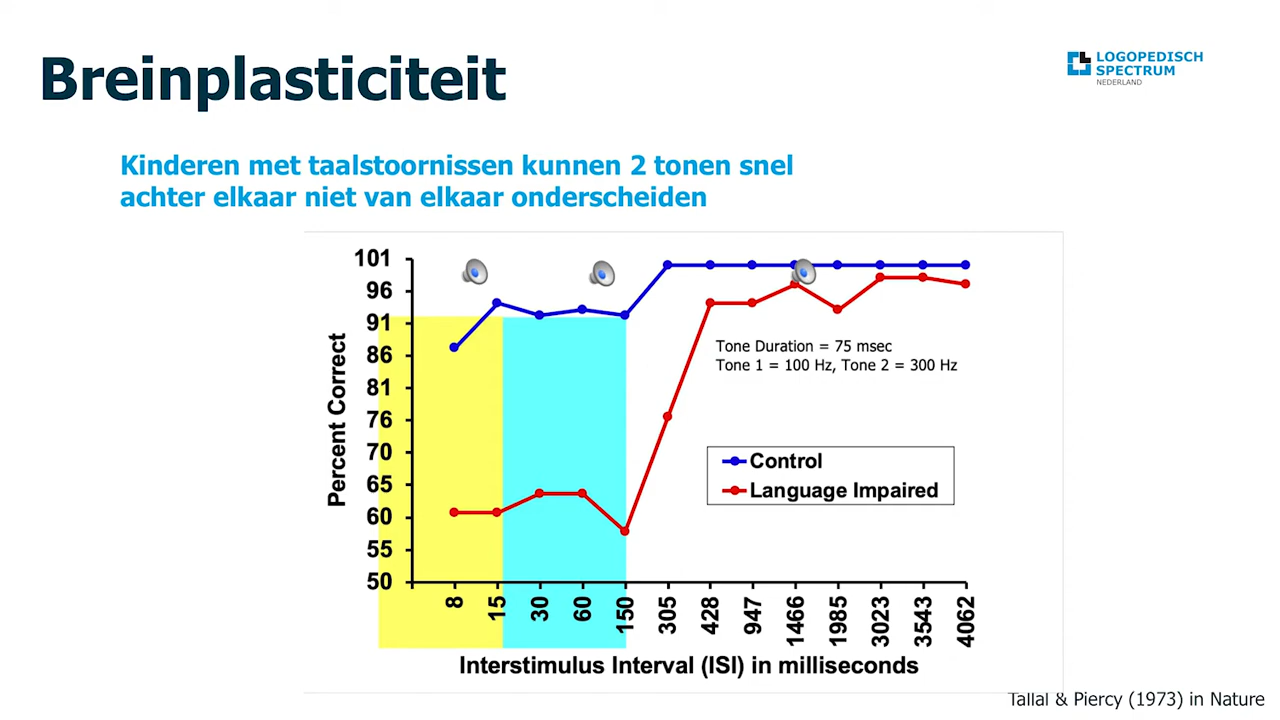 Breinplasticiteit
LOGOPEDISCH
SPECTRUM
NEDERLAND
Kinderen met taalstoornissen kunnen 2 tonen snel
achter elkaar niet van elkaar onderscheiden
101
96
91
86
81
76
70
65
60
55
50
Percent Correct
Tone Duration = 75 msec
Tone 1 = 100 Hz, Tone 2 = 300 Hz
Control
Language Impaired
8 15 30 60 150 305 428 947 1466 1985 3023 3543 4062
Interstimulus Interval (ISI) in milliseconds
Tallal & Piercy (1973) in Nature